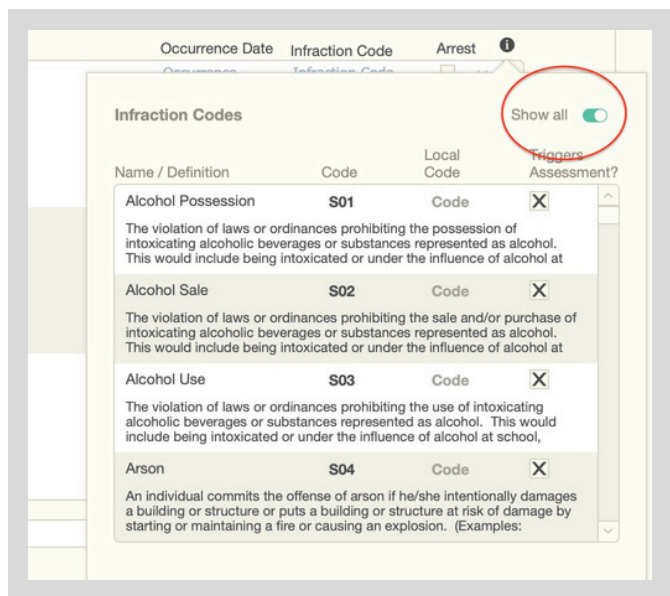 Occurrence Date Infraction Code Arrest i
Occurrence Infraction Code
Infraction Codes Show all
Name / Definition Code Local Code Triggers Assessment?
Alcohol Possession S01 Code X
The violation of laws or ordinances prohibiting the possession of
intoxicating alcoholic beverages or substances represented as alcohol.
This would include being intoxicated or under the influence of alcohol at
Alcohol Sale S02 Code X
The violation of laws or ordinances prohibiting the sale and/or purchase of
intoxicating alcoholic beverages or substances represented as alcohol.
This would include being intoxicated or under the influence of alcohol at
Alcohol Use S03 Code X
The violation of laws or ordinances prohibiting the use of intoxicating
alcoholic beverages or substances represented as alcohol. This would
include being intoxicated or under the influence of alcohol at school,
Arson S04 Code X
An individual commits the offense of arson if he/she intentionally damages
a building or structure or puts a building or structure at risk of damage by
starting or maintaining a fire or causing an explosion. (Examples: